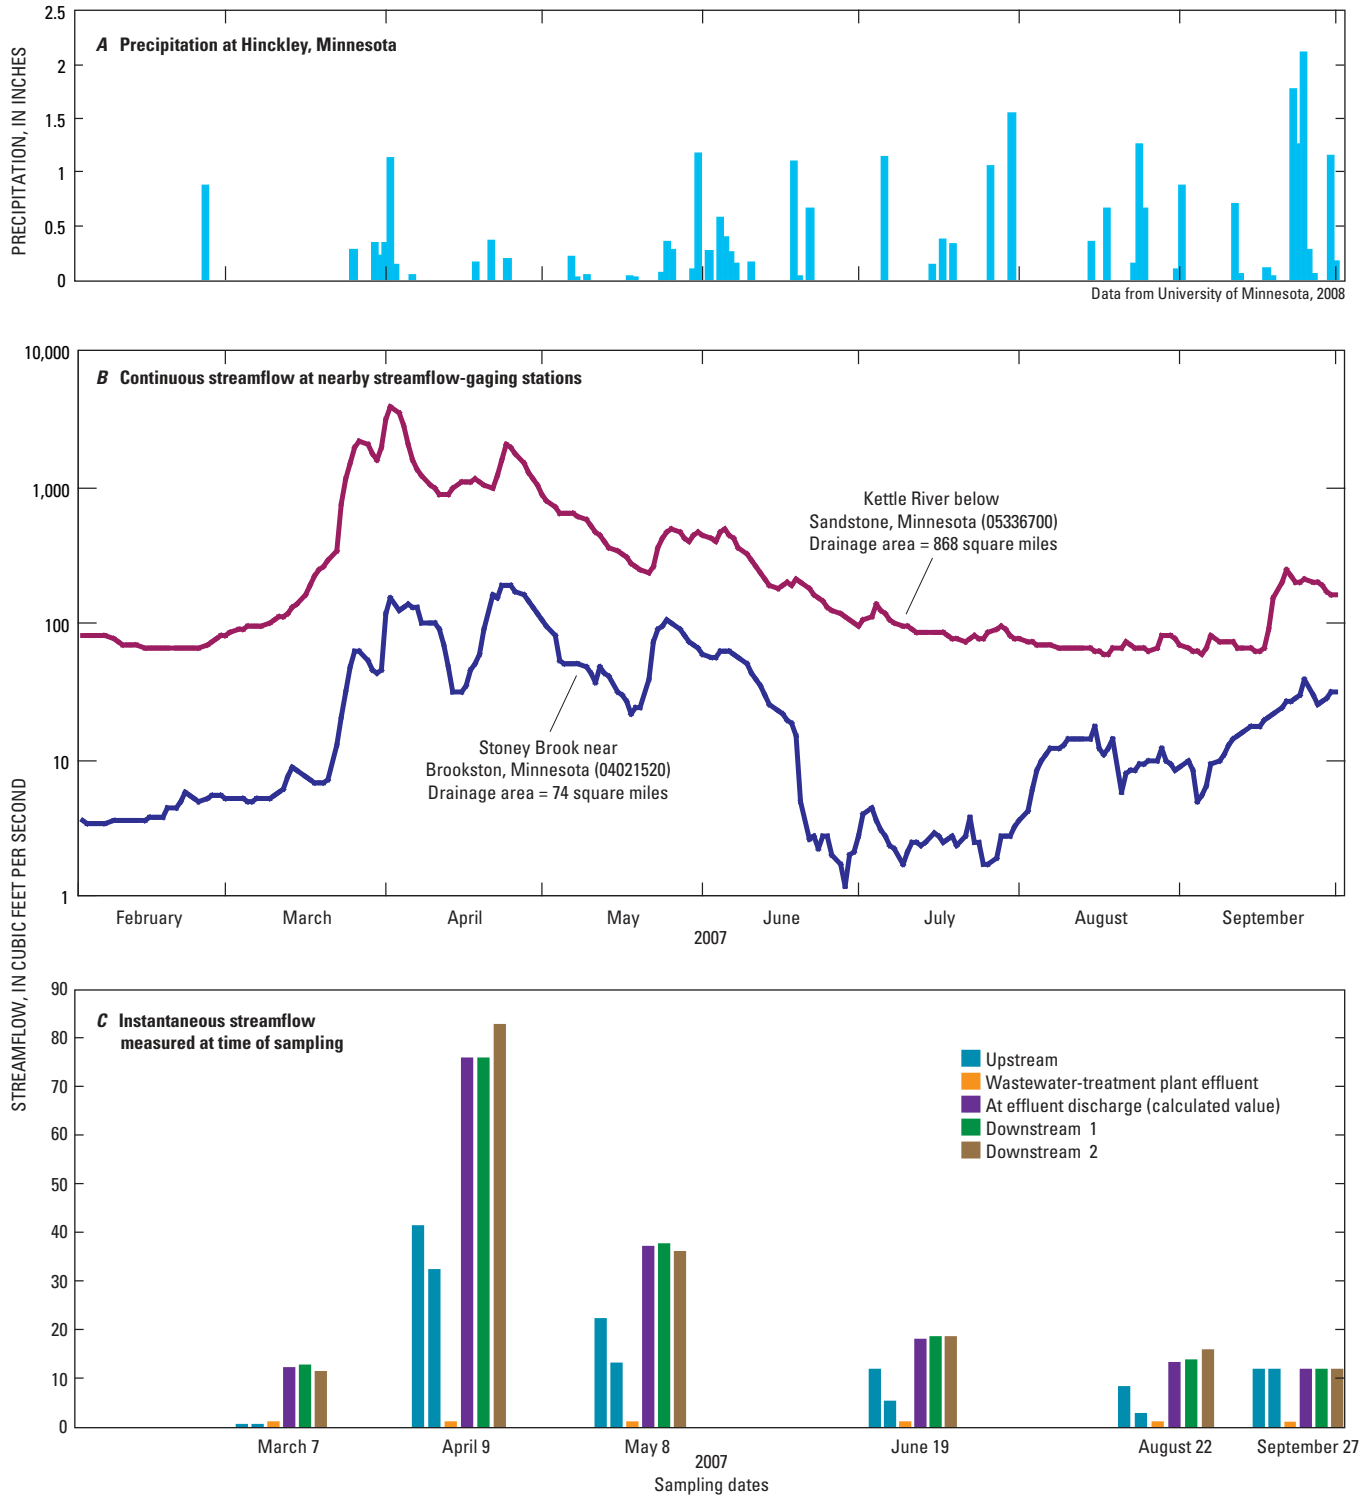 A Precipitation at Hinckley, Minnesota
PRECIPITATION, IN INCHES
2.5
2
1.5
1
0.5
0
Data from University of Minnesota, 2008
B Continuous streamflow at nearby streamflow-gaging stations
10,000
1,000
100
10
1
Kettle River below
Sandstone, Minnesota (05336700)
Drainage area = 868 square miles
Stoney Brook near
Brookston, Minnesota (04021520)
Drainage area = 74 square miles
February March April May June July August September
2007
STREAMFLOW, IN CUBIC FEET PER SECOND
C Instantaneous streamflow
measured at time of sampling
90
80
70
60
50
40
30
20
10
0
Upstream
Wastewater-treatment plant effluent
At effluent discharge (calculated value)
Downstream 1
Downstream 2
March 7 April 9 May 8 June 19 August 22 September 27
2007
Sampling dates